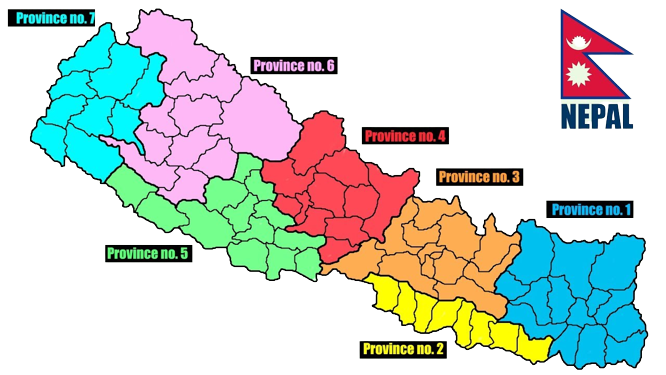 Province no. 7
Province no. 6
NEPAL
Province no. 4
Province no. 3
Province no. 1
Province no. 5
Province no. 2